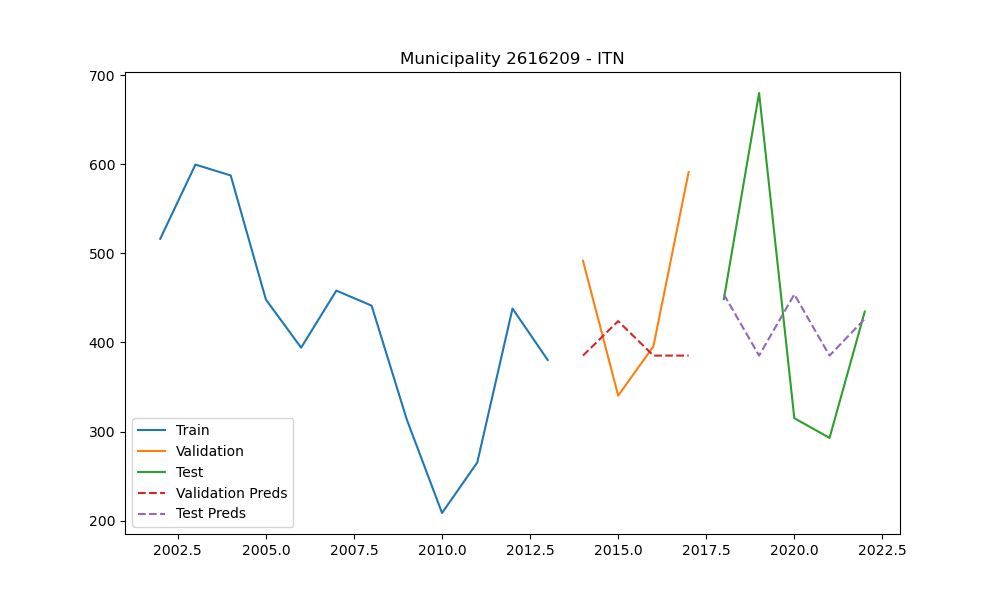 Municipality 2616209 - ITN
700
600
500
400
300
200
Train
Validation
Test
Validation Preds
Test Preds
2002.5 2005.0 2007.5 2010.0 2012.5 2015.0 2017.5 2020.0 2022.5